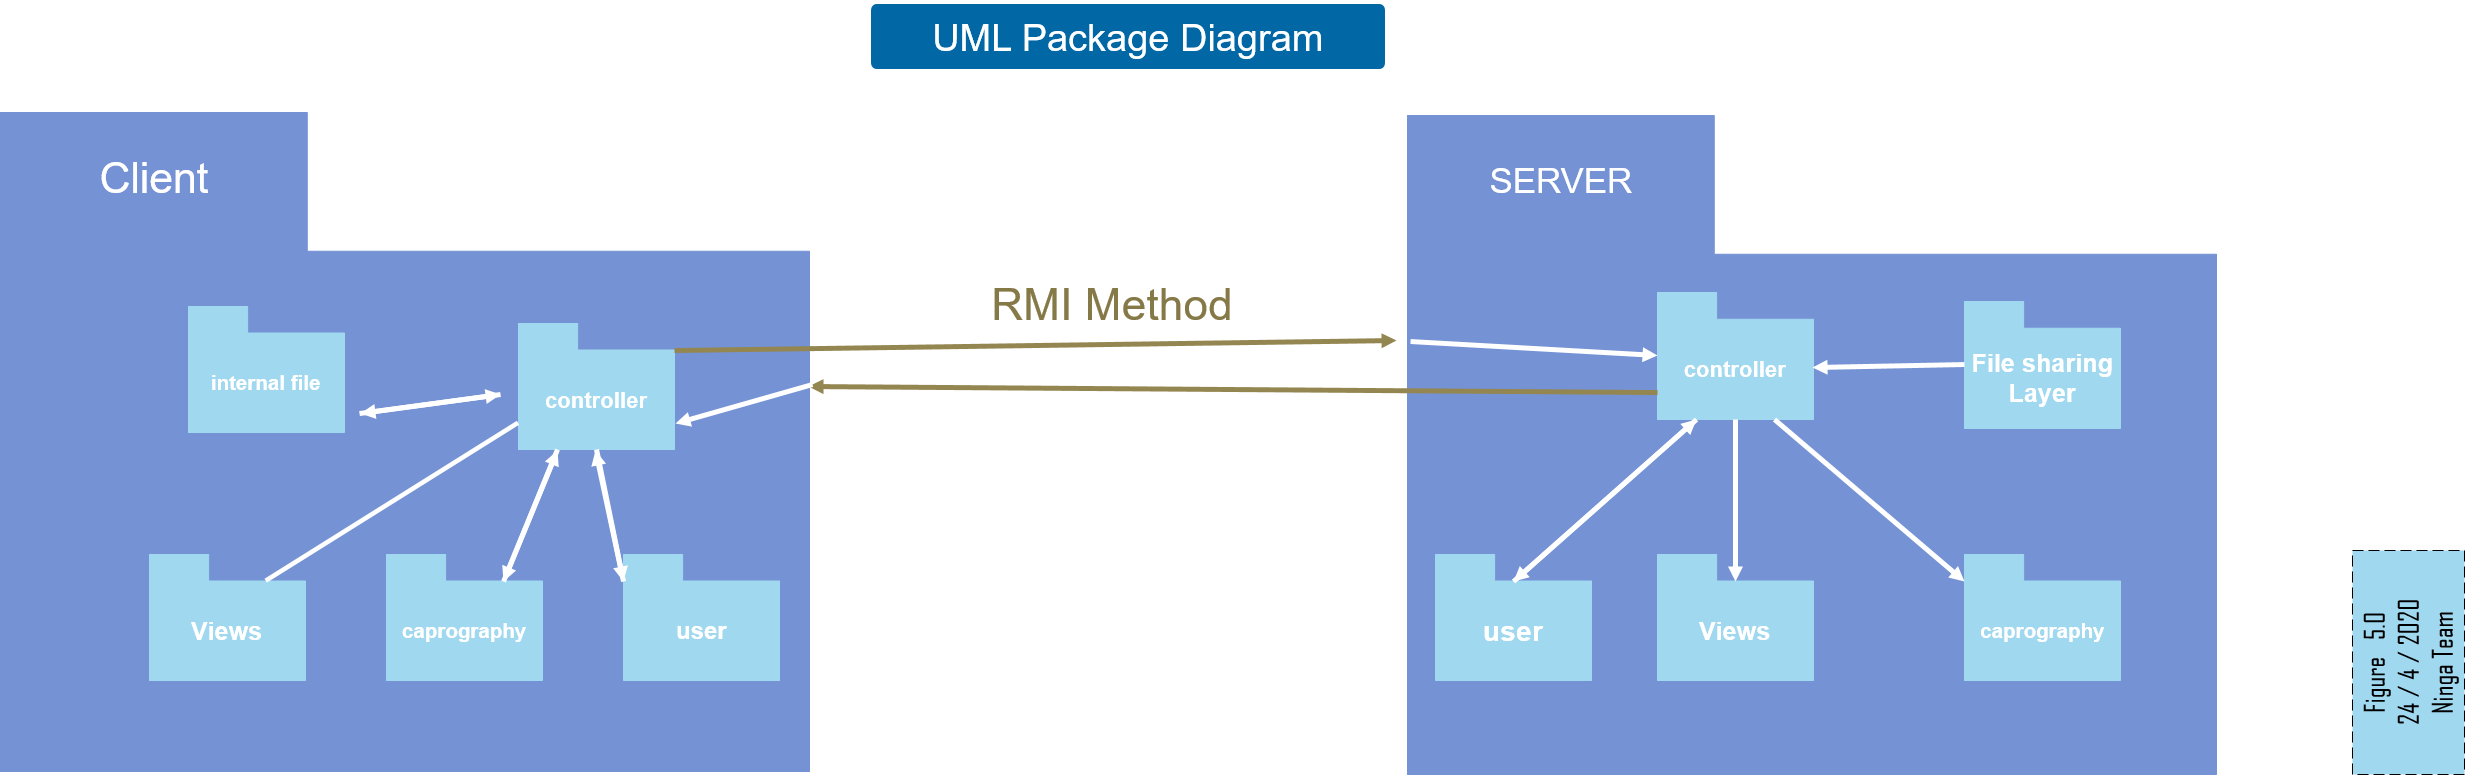 UML Package Diagram
Client
SERVER
RMI Method
internal file
controller
controller
File sharing
Layer
Views
caprography
user
user
Views
caprography
Figure 5.0
24 / 4 / 2020
Ninga Team